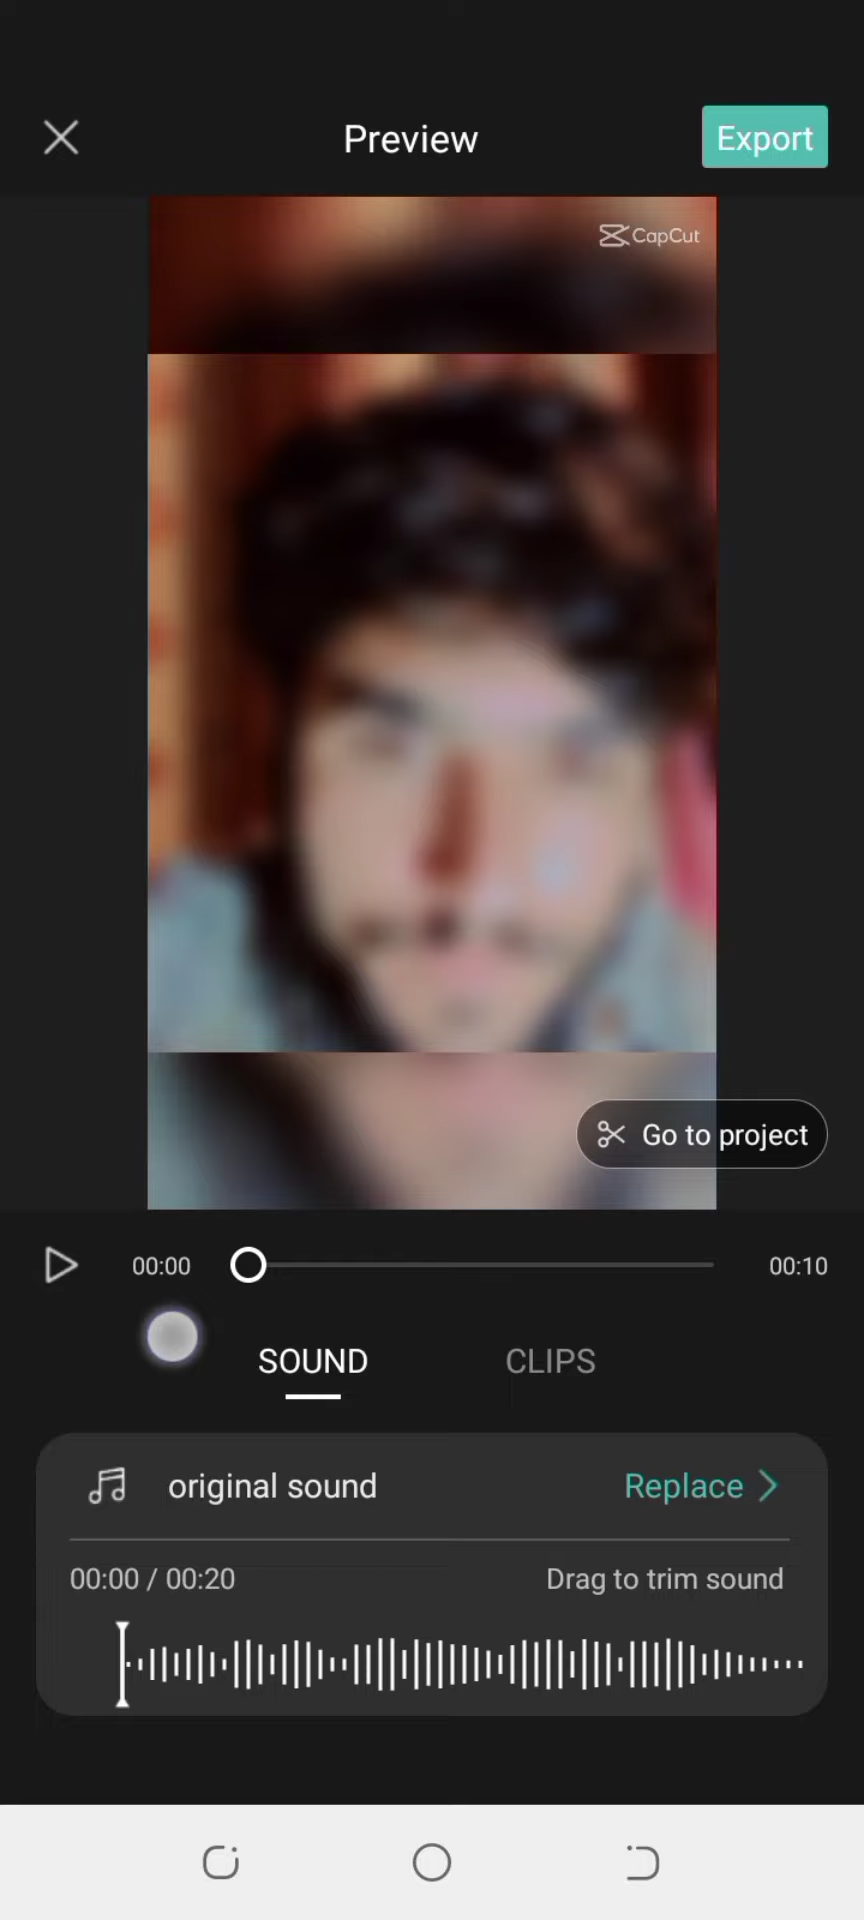 Preview
Export
CapCut
Go to project
00:00
00:10
SOUND
CLIPS
original sound
Replace
00:00 / 00:20
Drag to trim sound